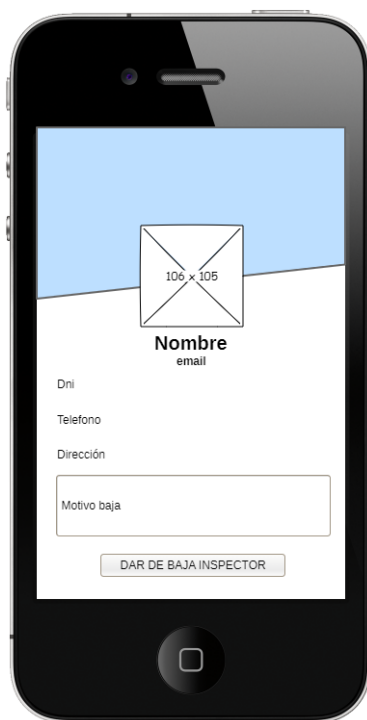 106 x 105
Nombre
email
Dni
Telefono
Dirección
Motivo baja
DAR DE BAJA INSPECTOR